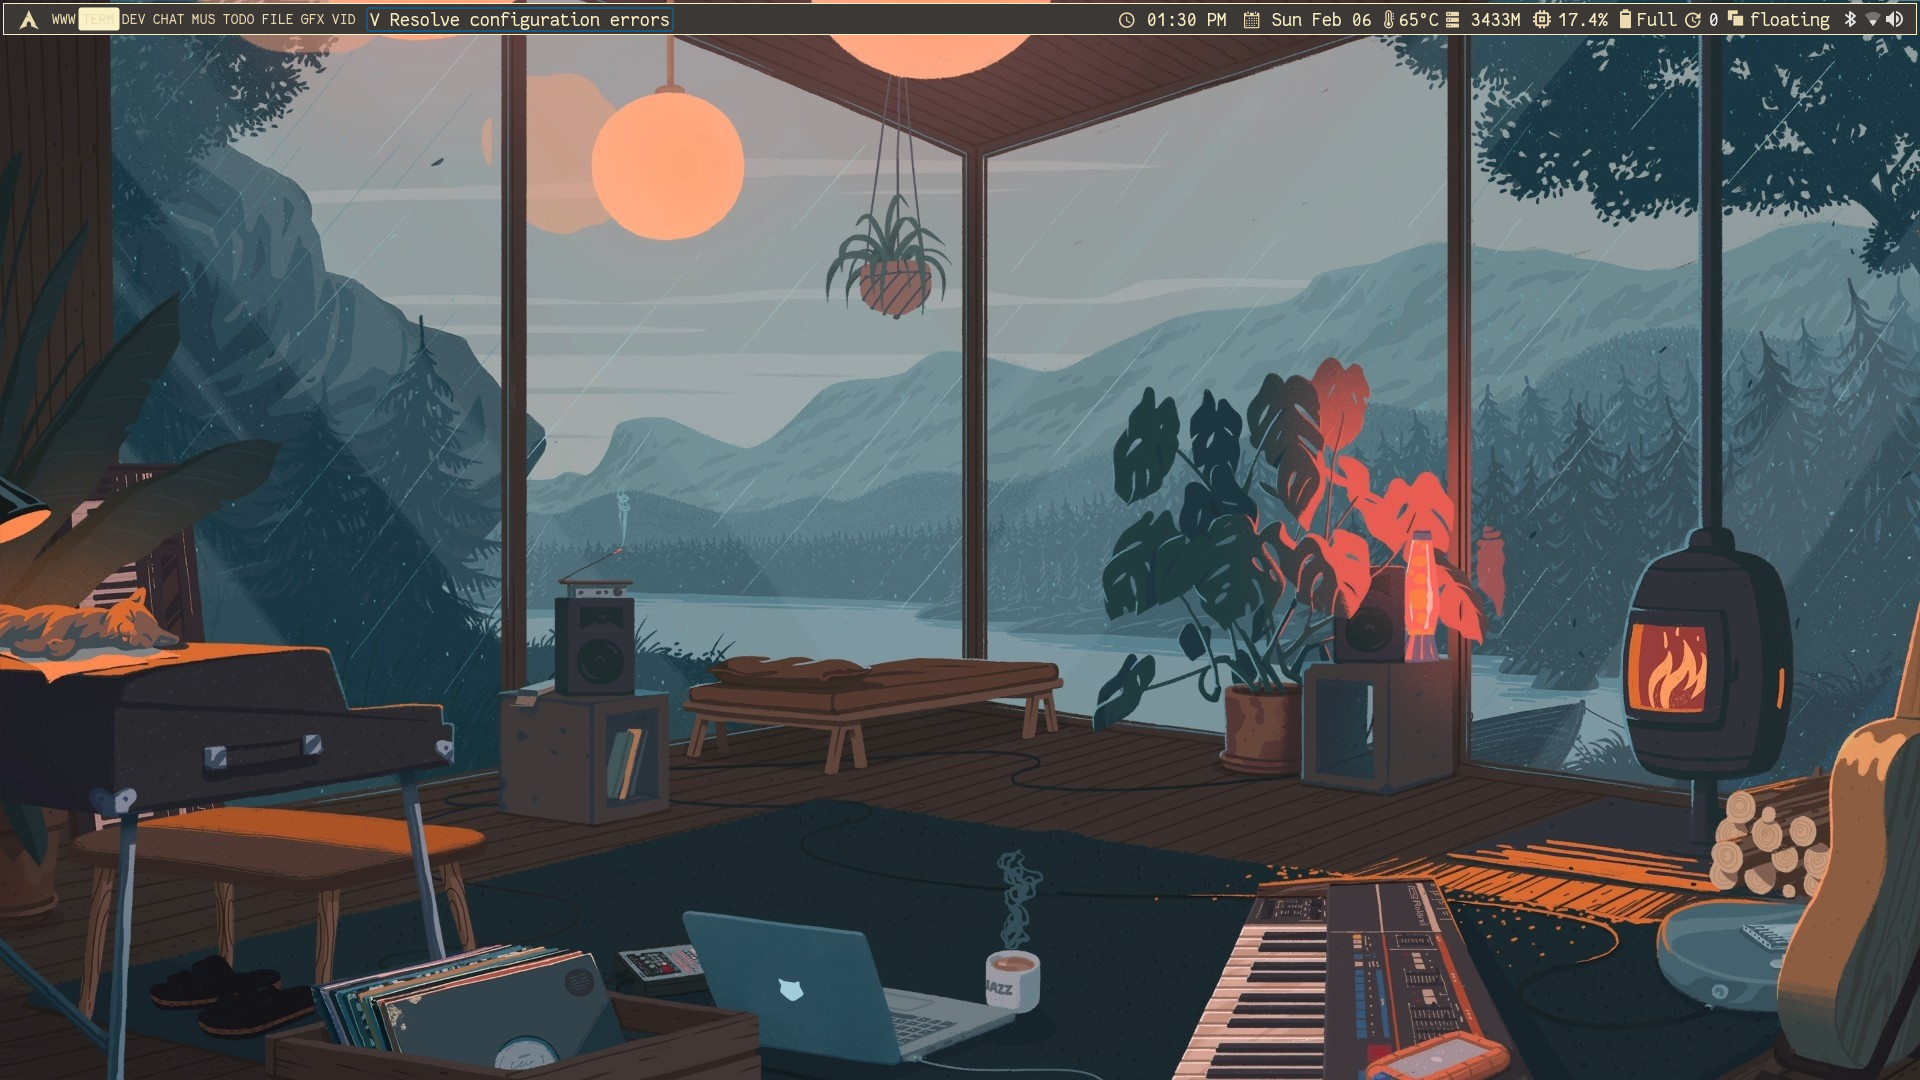 WWW TERM DEV CHAT MUS TODO FILE GFX VID V Resolve configuration errors 01:30 PM Sun Feb 06 65°C 3433M 17.4% Full 0 floating
Roland
JAZZ